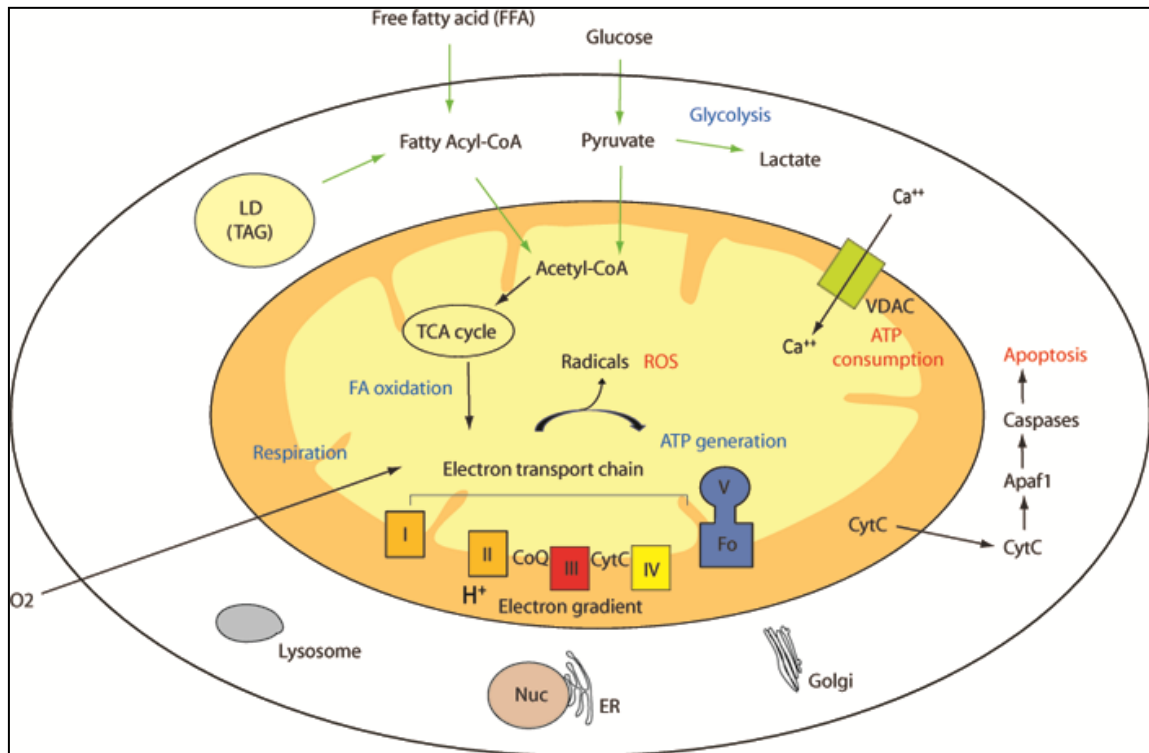 Free fatty acid (FFA)
Glucose
Glycolysis
Fatty Acyl-CoA
Pyruvate
Lactate
LD
(TAG)
Ca⁺⁺
Acetyl-CoA
VDAC
TCA cycle
Ca⁺⁺
ATP
consumption
Radicals ROS
Apoptosis
FA oxidation
Caspases
Respiration
ATP generation
Electron transport chain
Apaf1
V
I
CytC
CytC
II
CoQ
III
CytC
IV
Fo
H⁺
Electron gradient
O2
Lysosome
Nuc
ER
Golgi